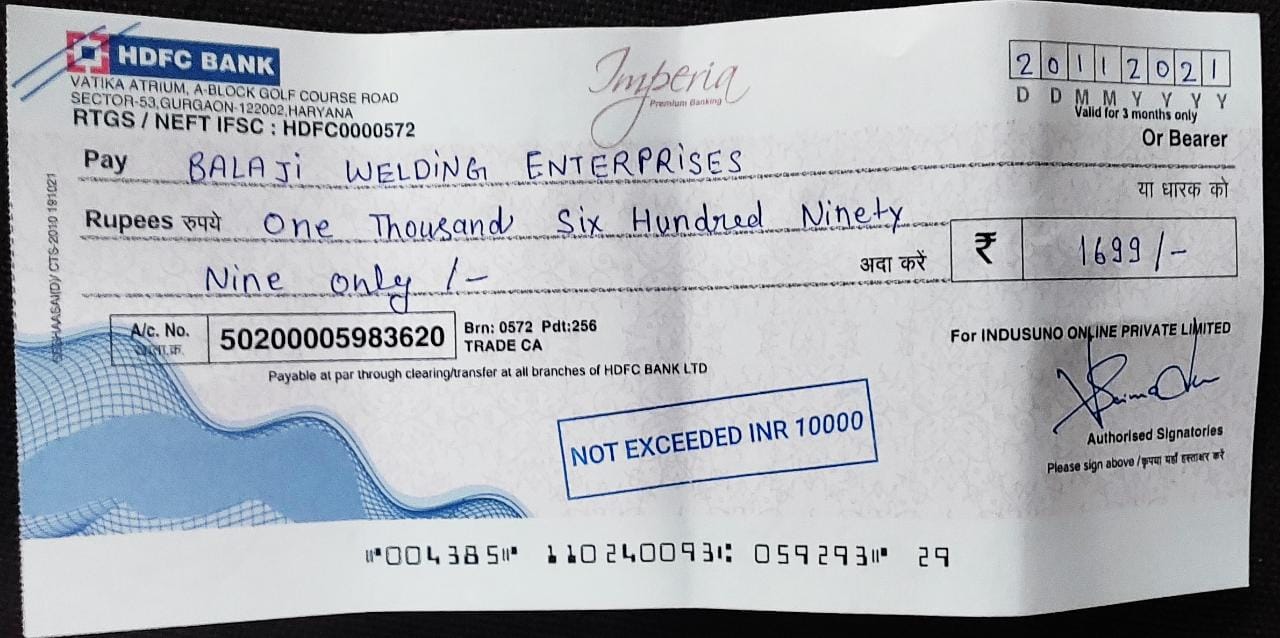 HDFC BANK
VATIKA ATRIUM, A-BLOCK GOLF COURSE ROAD
SECTOR-53,GURGAON-122002,HARYANA
RTGS / NEFT IFSC : HDFC0000572
Imperia
Premium Banking
2 0 1 1 2 0 2 1
D D M M Y Y Y Y
Valid for 3 months only
Or Bearer
Pay BALAJI WELDING ENTERPRISES
या धारक को
Rupees रुपये One Thousand Six Hundred Ninety
Nine only /-
अदा करें ₹ 1699/-
CTS-2010 191021
A/c. No. 50200005983620
Brn: 0572 Pdt:256
TRADE CA
For INDUSUNO ONLINE PRIVATE LIMITED
Payable at par through clearing/transfer at all branches of HDFC BANK LTD
NOT EXCEEDED INR 10000
Authorised Signatories
Please sign above / कृपया यहाँ हस्ताक्षर करें
⑈004385⑈ 110240093⑆ 059293⑈ 29